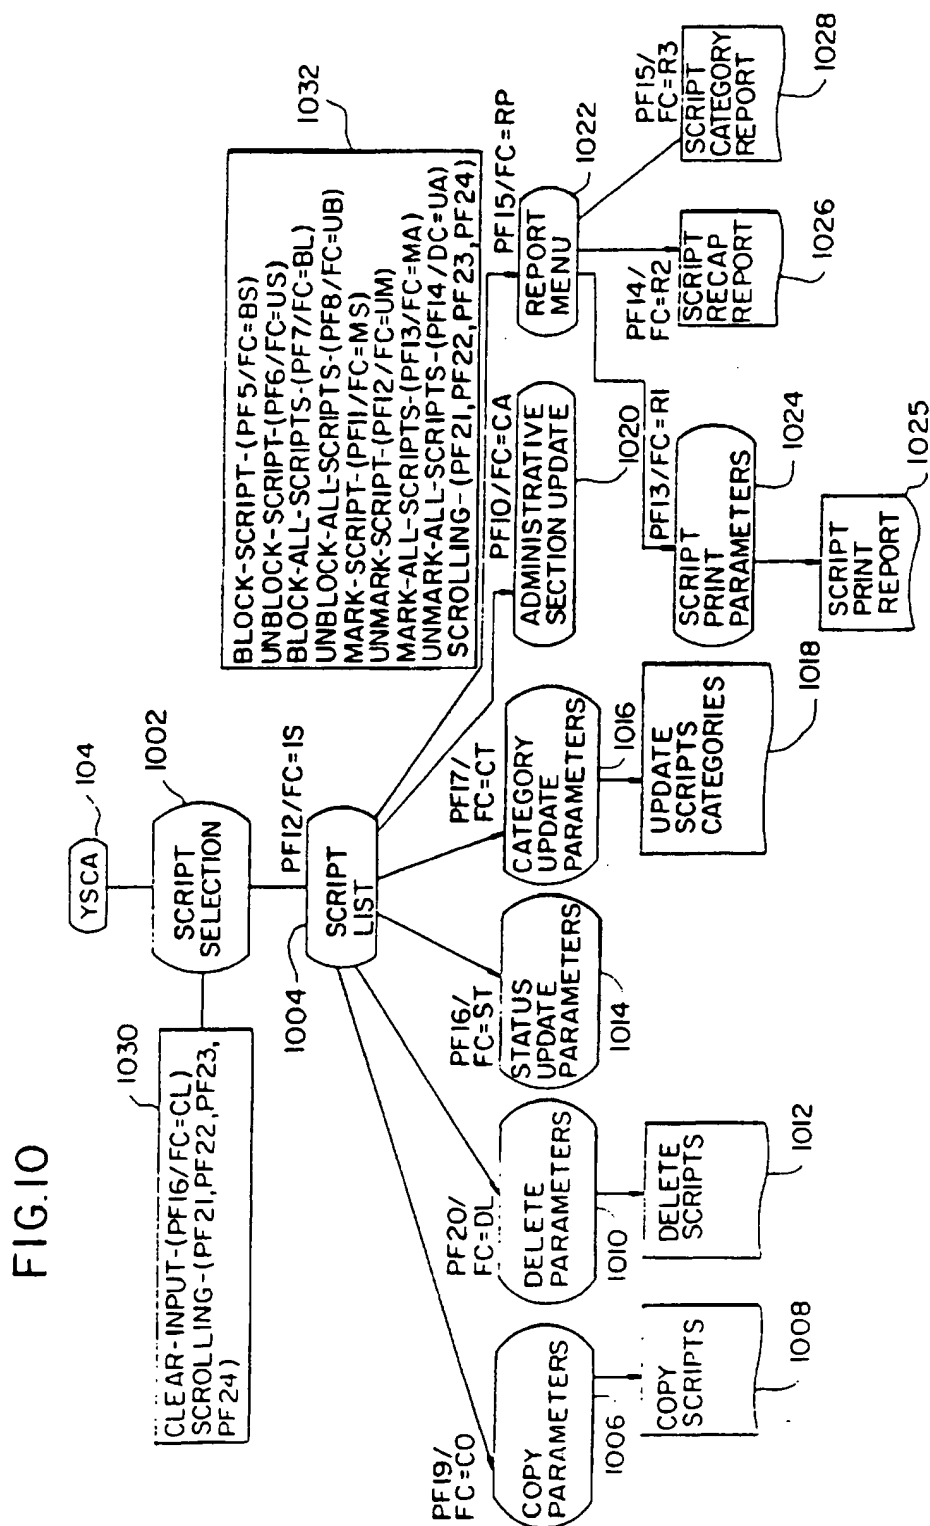 FIG.10
YSCA
104
SCRIPT
SELECTION
1002
1030
CLEAR-INPUT-(PF16/FC=CL)
SCROLLING-(PF21,PF22,PF23,
PF24)
PF12/FC=1S
SCRIPT
LIST
1004
1032
BLOCK-SCRIPT-(PF5/FC=BS)
UNBLOCK-SCRIPT-(PF6/FC=US)
BLOCK-ALL-SCRIPTS-(PF7/FC=BL)
UNBLOCK-ALL-SCRIPTS-(PF8/FC=UB)
MARK-SCRIPT-(PF11/FC=MS)
UNMARK-SCRIPT-(PF12/FC=UM)
MARK-ALL-SCRIPTS-(PF13/FC=MA)
UNMARK-ALL-SCRIPTS-(PF14/DC=UA)
SCROLLING-(PF21,PF22,PF23,PF24)
PF19/
FC=CO
COPY
PARAMETERS
1006
COPY
SCRIPTS
1008
PF20/
FC=DL
DELETE
PARAMETERS
1010
DELETE
SCRIPTS
1012
PF16/
FC=ST
STATUS
UPDATE
PARAMETERS
1014
PF17/
FC=CT
CATEGORY
UPDATE
PARAMETERS
1016
UPDATE
SCRIPTS
CATEGORIES
1018
PF10/FC=CA
ADMINISTRATIVE
SECTION UPDATE
1020
PF15/FC=RP
REPORT
MENU
1022
PF13/FC=R1
SCRIPT
PRINT
PARAMETERS
1024
SCRIPT
PRINT
REPORT
1025
PF14/
FC=R2
SCRIPT
RECAP
REPORT
1026
PF15/
FC=R3
SCRIPT
CATEGORY
REPORT
1028